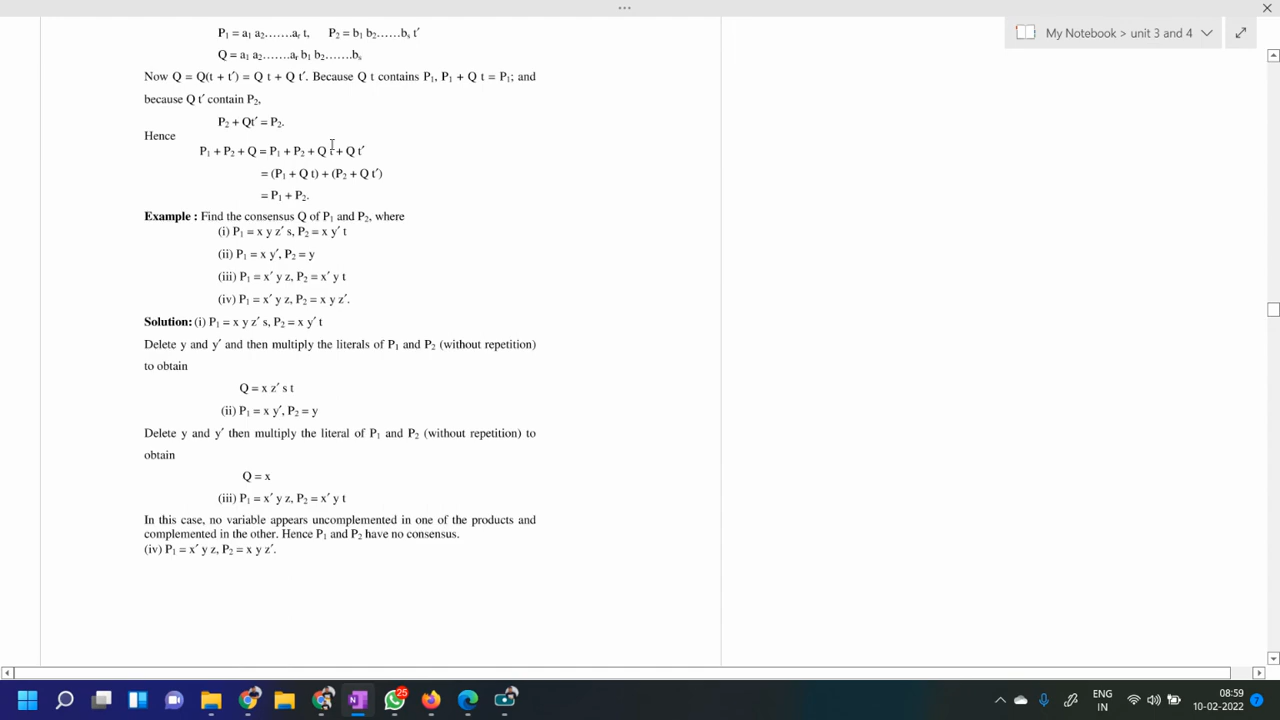 My Notebook > unit 3 and 4
P₁ = a₁ a₂…….aᵣ t, P₂ = b₁ b₂……bₛ t′
Q = a₁ a₂…….aᵣ b₁ b₂…….bₛ
Now Q = Q(t + t′) = Q t + Q t′. Because Q t contains P₁, P₁ + Q t = P₁; and
because Q t′ contain P₂,
P₂ + Qt′ = P₂.
Hence
P₁ + P₂ + Q = P₁ + P₂ + Q t + Q t′
= (P₁ + Q t) + (P₂ + Q t′)
= P₁ + P₂.
Example : Find the consensus Q of P₁ and P₂, where
(i) P₁ = x y z′ s, P₂ = x y′ t
(ii) P₁ = x y′, P₂ = y
(iii) P₁ = x′ y z, P₂ = x′ y t
(iv) P₁ = x′ y z, P₂ = x y z′.
Solution: (i) P₁ = x y z′ s, P₂ = x y′ t
Delete y and y′ and then multiply the literals of P₁ and P₂ (without repetition)
to obtain
Q = x z′ s t
(ii) P₁ = x y′, P₂ = y
Delete y and y′ then multiply the literal of P₁ and P₂ (without repetition) to
obtain
Q = x
(iii) P₁ = x′ y z, P₂ = x′ y t
In this case, no variable appears uncomplemented in one of the products and
complemented in the other. Hence P₁ and P₂ have no consensus.
(iv) P₁ = x′ y z, P₂ = x y z′.
25
ENG
IN
08:59
10-02-2022
7